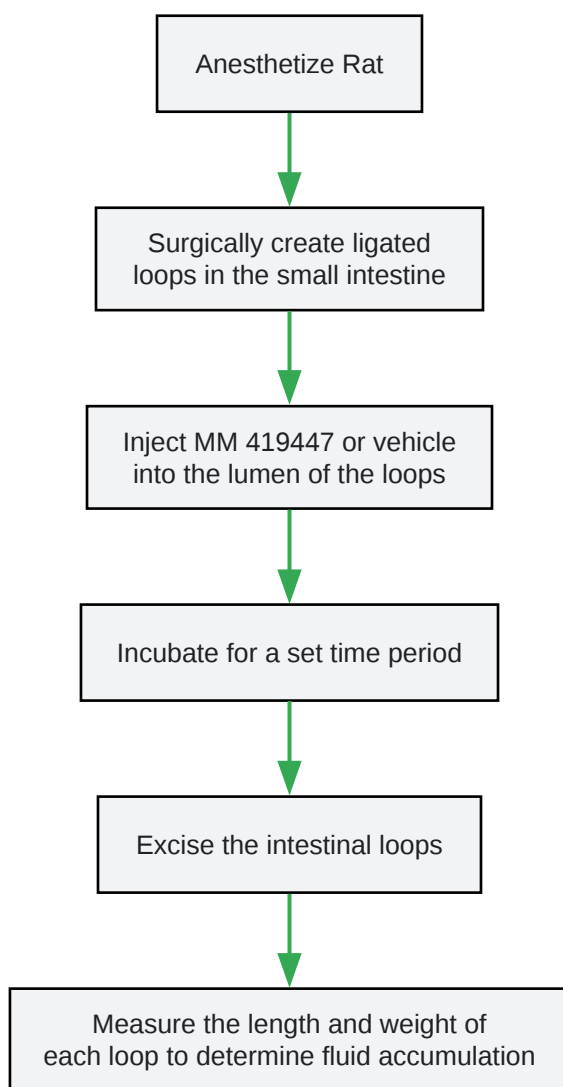 Anesthetize Rat
Surgically create ligated
loops in the small intestine
Inject MM 419447 or vehicle
into the lumen of the loops
Incubate for a set time period
Excise the intestinal loops
Measure the length and weight of
each loop to determine fluid accumulation